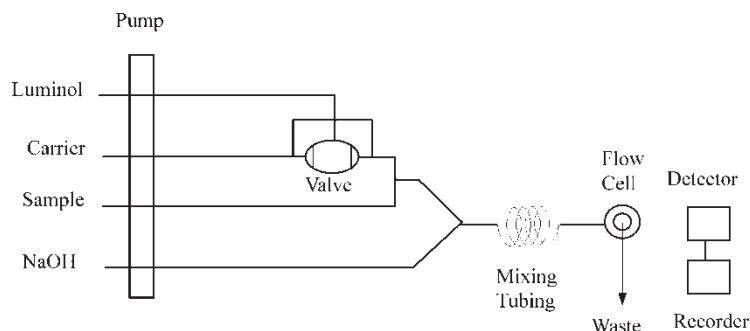 Pump
Luminol
Carrier
Valve
Sample
NaOH
Mixing
Tubing
Flow
Cell
Detector
Waste
Recorder